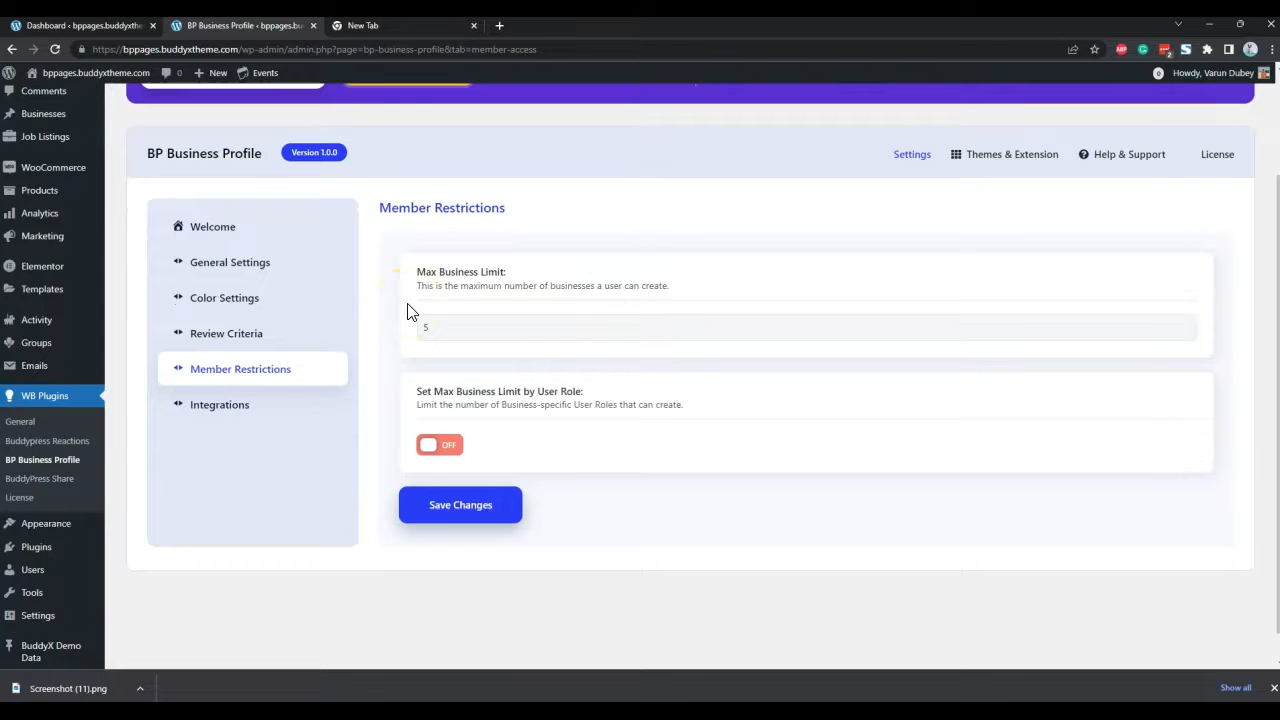 Dashboard < bppages.buddyxthe
BP Business Profile < bppages.bu
New Tab
https://bppages.buddyxtheme.com/wp-admin/admin.php?page=bp-business-profile&tab=member-access
2
bppages.buddyxtheme.com
0
New
Events
0
Howdy, Varun Dubey
Comments
Businesses
Job Listings
WooCommerce
Products
Analytics
Marketing
Elementor
Templates
Activity
Groups
Emails
WB Plugins
General
Buddypress Reactions
BP Business Profile
BuddyPress Share
License
Appearance
Plugins
Users
Tools
Settings
BuddyX Demo
Data
BP Business Profile
Version 1.0.0
Settings
Themes & Extension
Help & Support
License
Welcome
General Settings
Color Settings
Review Criteria
Member Restrictions
Integrations
Member Restrictions
Max Business Limit:
This is the maximum number of businesses a user can create.
5
Set Max Business Limit by User Role:
Limit the number of Business-specific User Roles that can create.
OFF
Save Changes
Screenshot (11).png
Show all